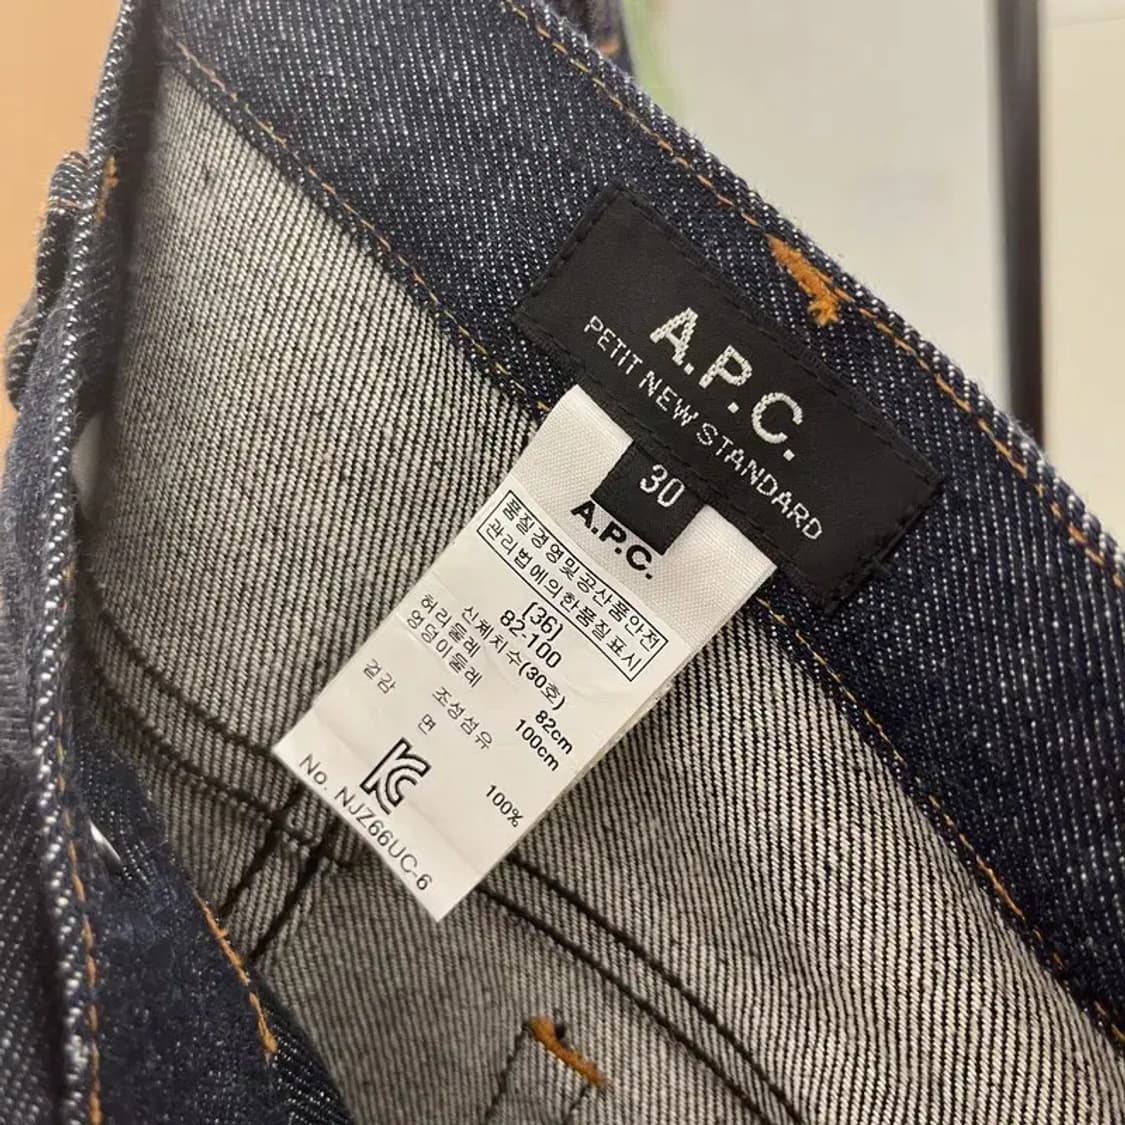 A.P.C.
PETIT NEW STANDARD
30
A.P.C.
품질경영및공산품안전
관리법에의한품질표시
[36]
82-100
신체치수(30호)
허리둘레 82cm
엉덩이둘레 100cm
조성섬유
겉감 면 100%
No. NJZ66UC-6